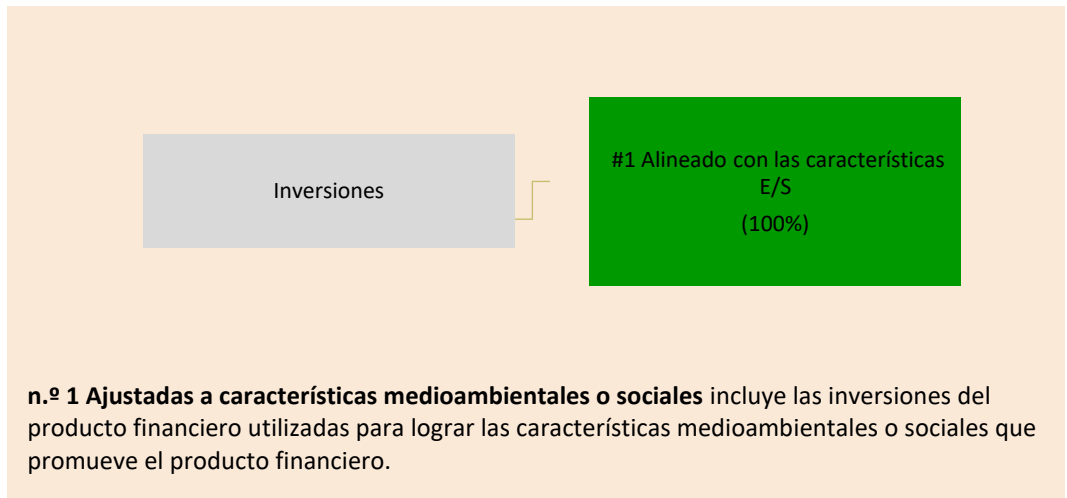 Inversiones
#1 Alineado con las características
E/S
(100%)
n.º 1 Ajustadas a características medioambientales o sociales incluye las inversiones del
producto financiero utilizadas para lograr las características medioambientales o sociales que
promueve el producto financiero.